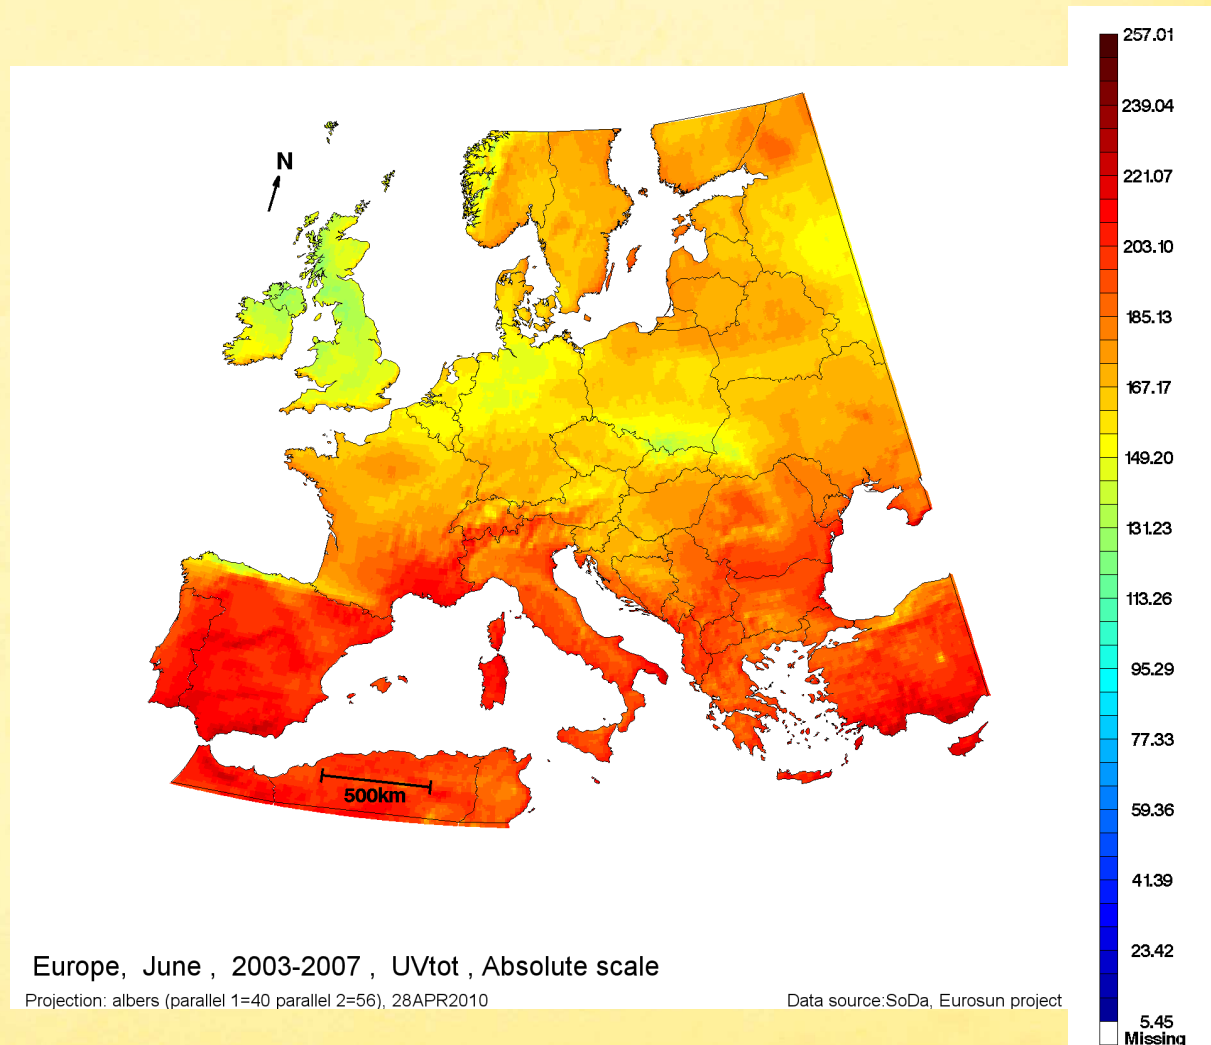 257.01
239.04
221.07
203.10
185.13
167.17
149.20
131.23
113.26
95.29
77.33
59.36
41.39
23.42
5.45
Missing
N
500km
Europe, June , 2003-2007 , UVtot , Absolute scale
Projection: albers (parallel 1=40 parallel 2=56), 28APR2010
Data source:SoDa, Eurosun project